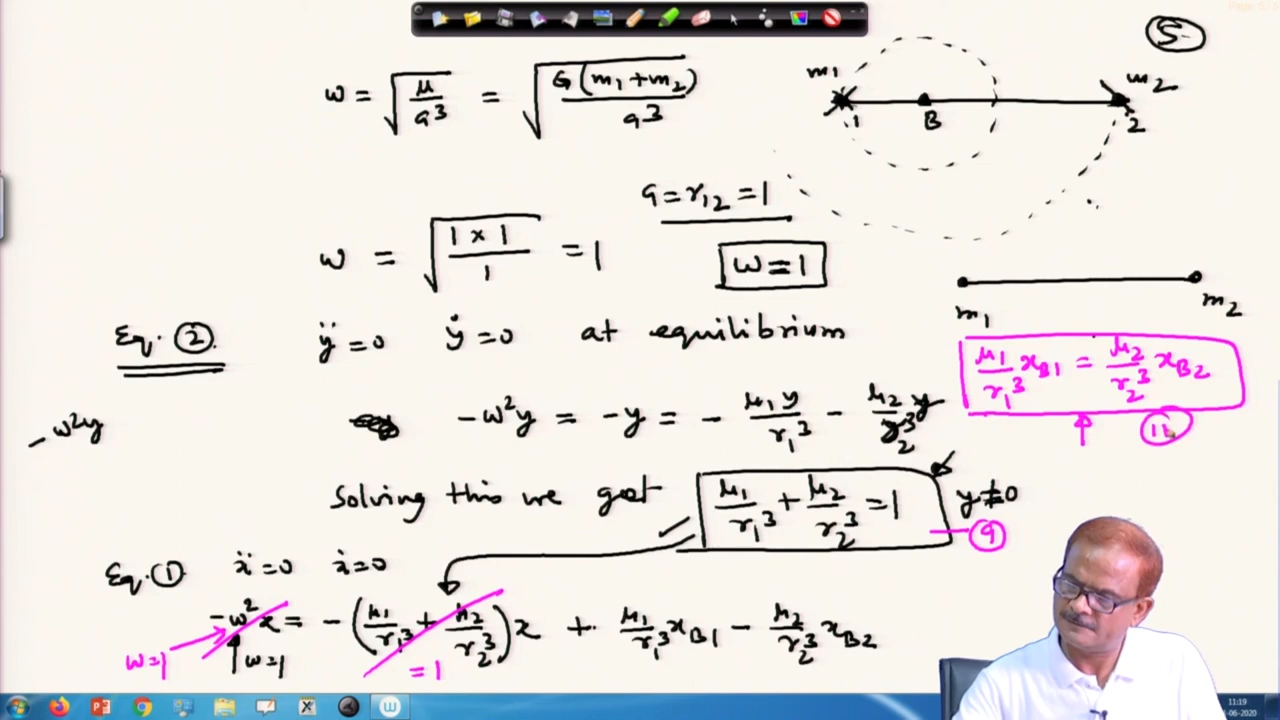 5
ω = √(μ/a³) = √(G(m₁+m₂)/a³)
m₁ m₂
1 B 2
a = r₁₂ = 1
ω = √(1×1/1) = 1
ω = 1
m₁ m₂
Eq. ② ÿ = 0 ẏ = 0 at equilibrium
μ₁/r₁³ x_B1 = μ₂/r₂³ x_B2
-ω²y
-ω²y = -y = - μ₁y/r₁³ - μ₂/r₂³ y
Solving this we get μ₁/r₁³ + μ₂/r₂³ = 1 y ≠ 0
9
Eq. ① ẍ = 0 ẋ = 0
-ω²x = -(μ₁/r₁³ + μ₂/r₂³)x + μ₁/r₁³ x_B1 - μ₂/r₂³ x_B2
ω=1 ω=1 = 1
11:19